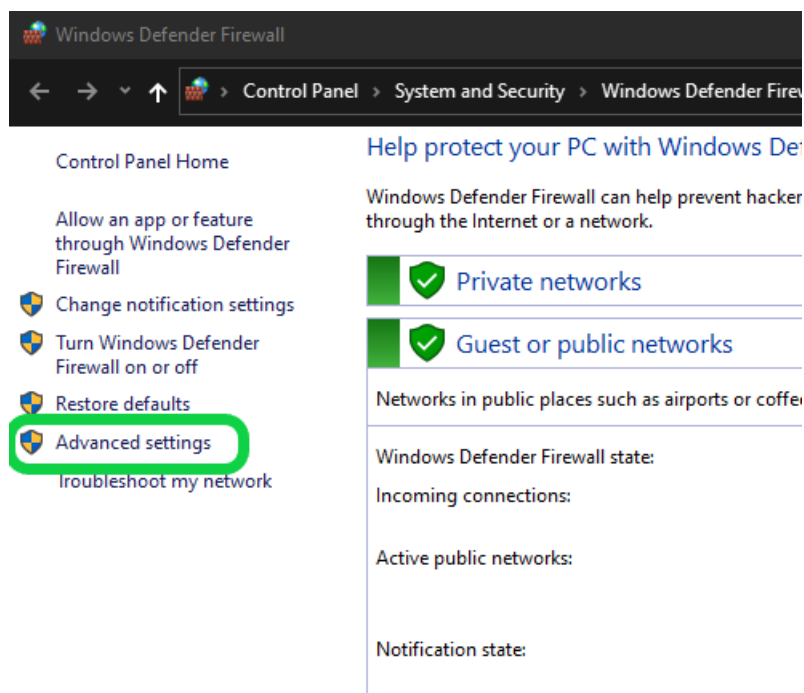 Windows Defender Firewall
Control Panel > System and Security > Windows Defender
Control Panel Home
Allow an app or feature
through Windows Defender
Firewall
Change notification settings
Turn Windows Defender
Firewall on or off
Restore defaults
Advanced settings
Troubleshoot my network
Help protect your PC with Windows
Windows Defender Firewall can help prevent
through the Internet or a network.
Private networks
Guest or public networks
Networks in public places such as airports or
Windows Defender Firewall state:
Incoming connections:
Active public networks:
Notification state: